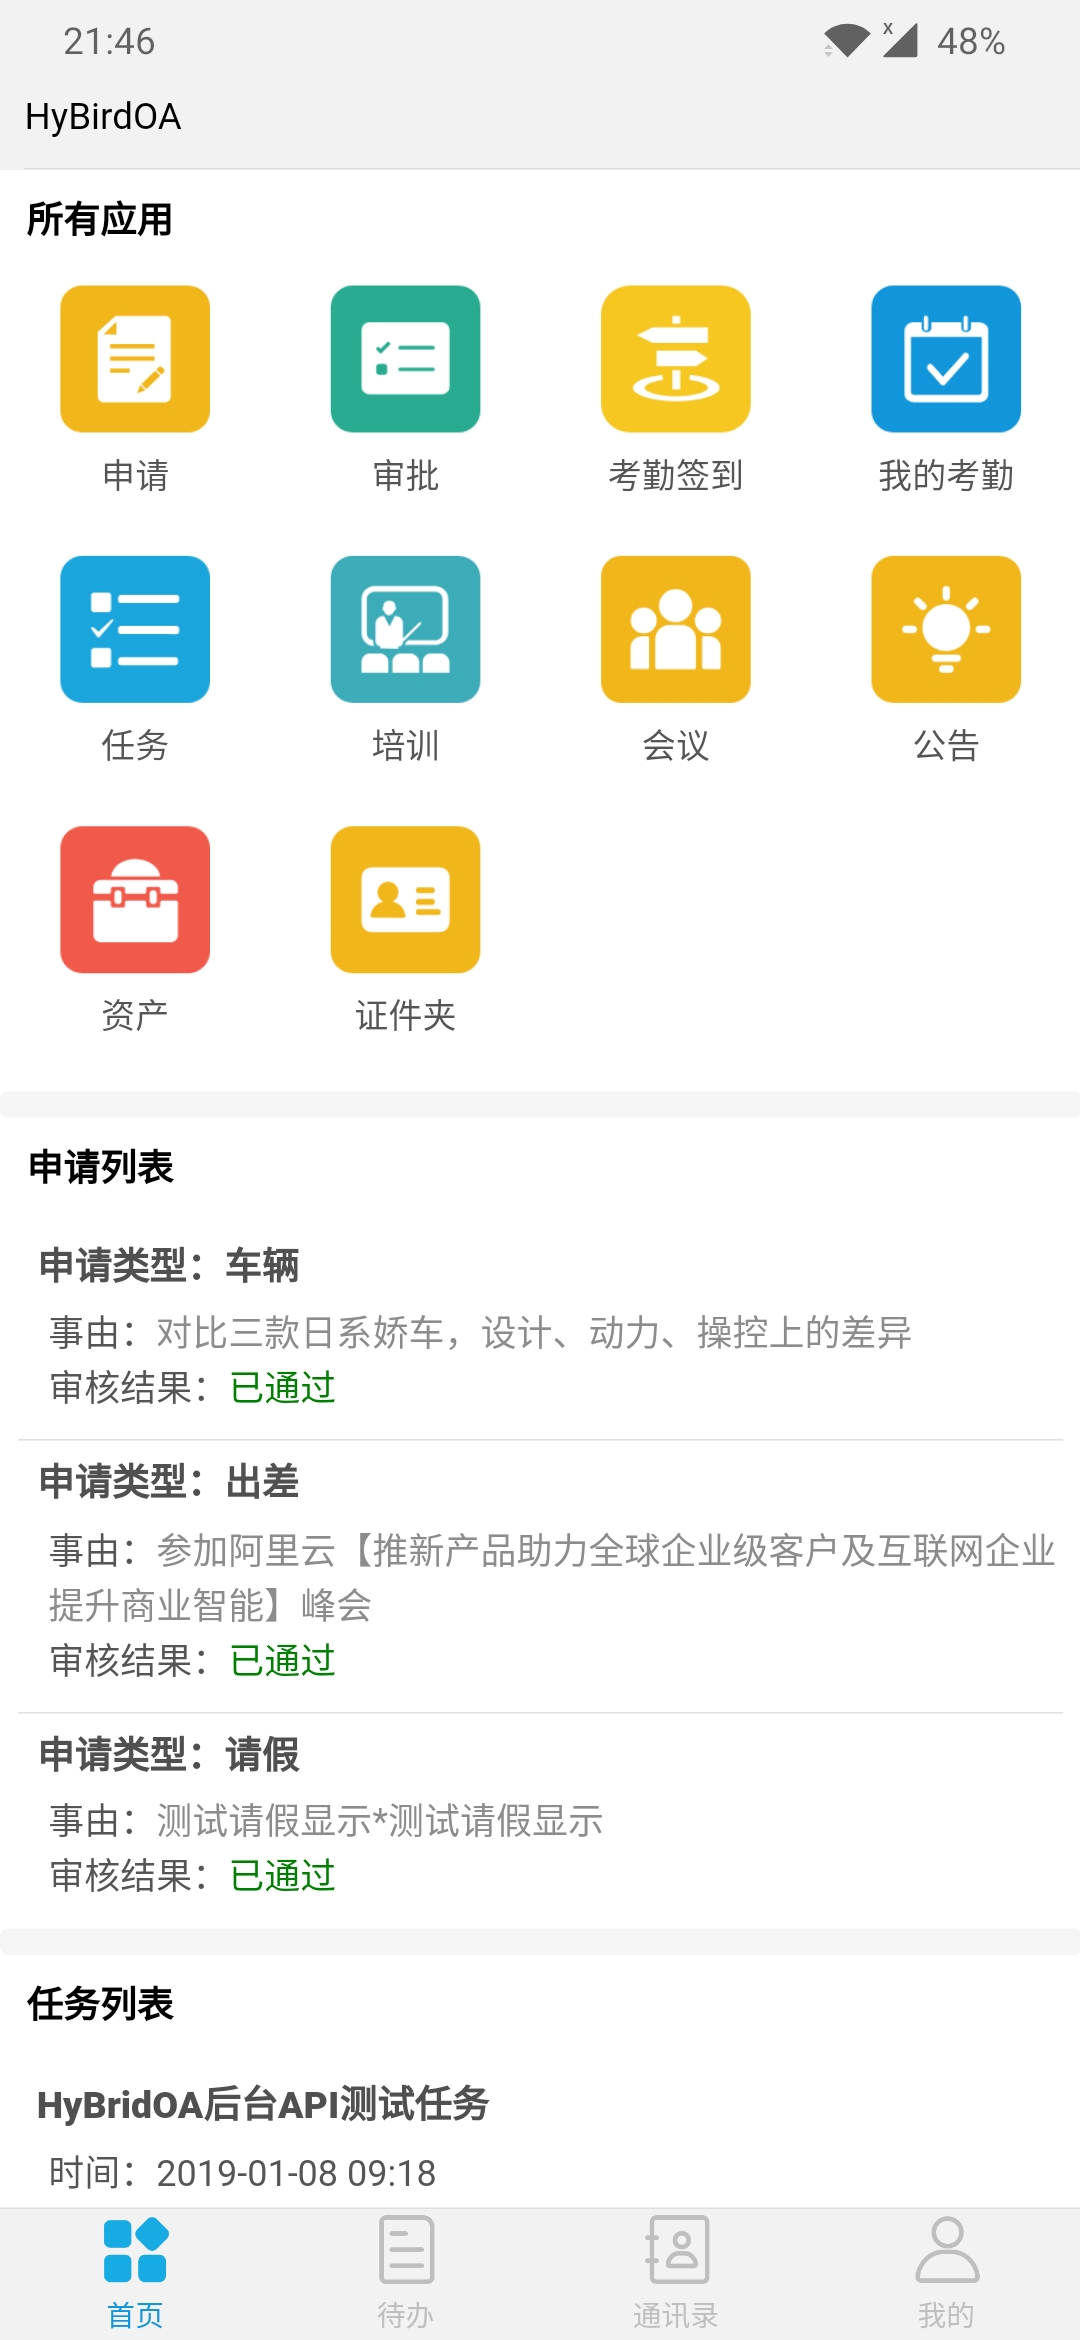 21:46
x 48%
HyBirdOA
所有应用
申请 审批 考勤签到 我的考勤
任务 培训 会议 公告
资产 证件夹
申请列表
申请类型：车辆
事由：对比三款日系娇车，设计、动力、操控上的差异
审核结果：已通过
申请类型：出差
事由：参加阿里云【推新产品助力全球企业级客户及互联网企业
提升商业智能】峰会
审核结果：已通过
申请类型：请假
事由：测试请假显示*测试请假显示
审核结果：已通过
任务列表
HyBridOA后台API测试任务
时间：2019-01-08 09:18
首页 待办 通讯录 我的